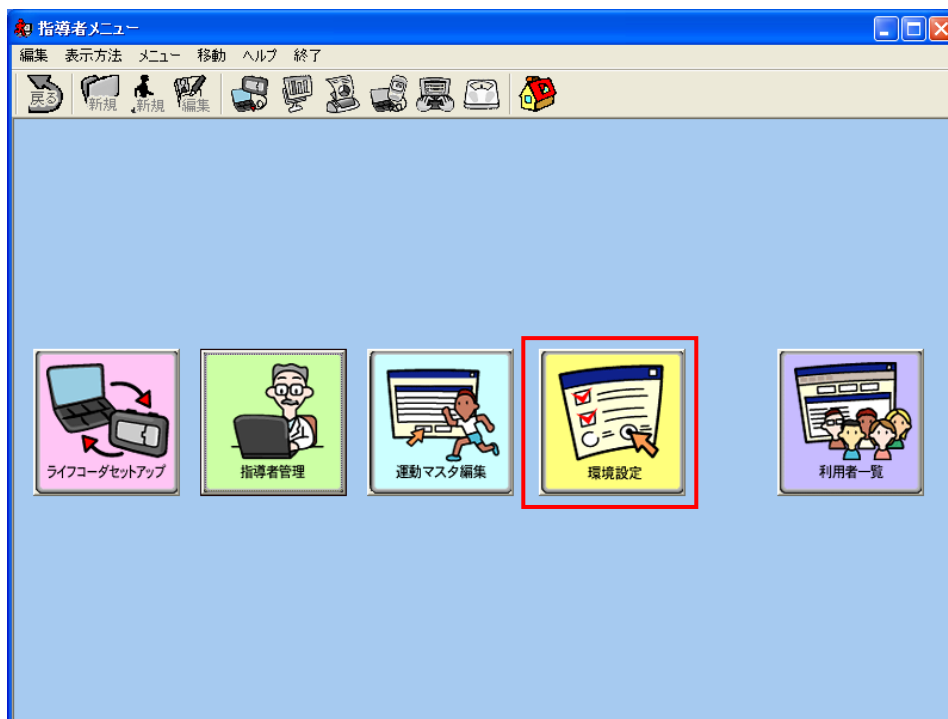 指導者メニュー
編集 表示方法 メニュー 移動 ヘルプ 終了
戻る 新規 新規 編集
ライフコーダセットアップ 指導者管理 運動マスタ編集 環境設定 利用者一覧